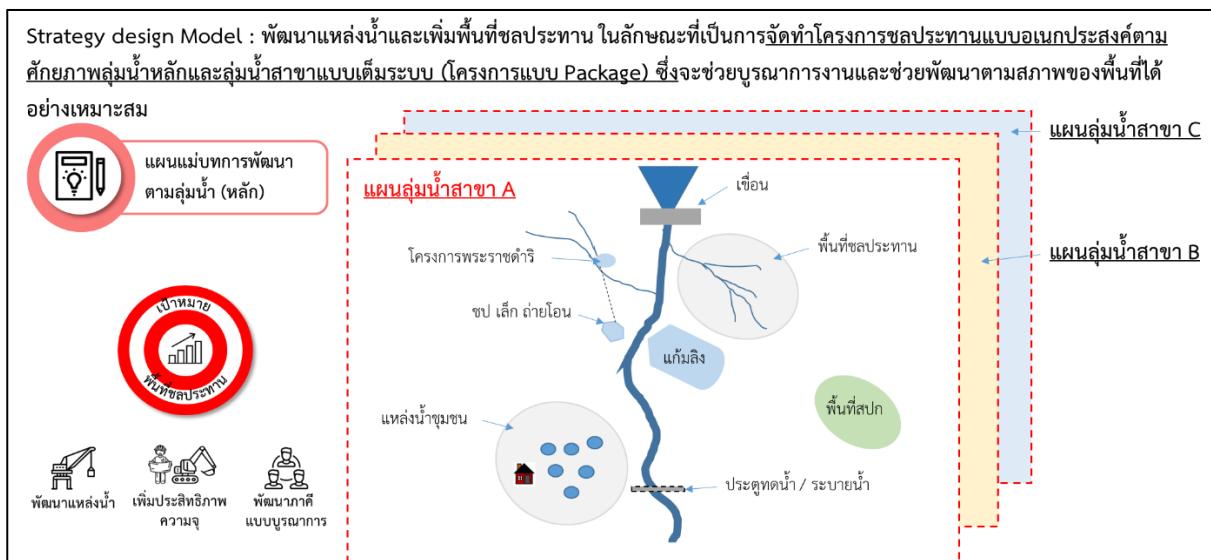 Strategy design Model : พัฒนาแหล่งน้ำและเพิ่มพื้นที่ชลประทาน ในลักษณะที่เป็นการจัดทำโครงการชลประทานแบบอเนกประสงค์ตาม
ศักยภาพลุ่มน้ำหลักและลุ่มน้ำสาขาแบบเต็มระบบ (โครงการแบบ Package) ซึ่งจะช่วยบูรณาการงานและช่วยพัฒนาตามสภาพของพื้นที่ได้
อย่างเหมาะสม
แผนแม่บทการพัฒนา
ตามลุ่มน้ำ (หลัก)
เป้าหมาย
พื้นที่ชลประทาน
พัฒนาแหล่งน้ำ
เพิ่มประสิทธิภาพ
ความจุ
พัฒนาภาคี
แบบบูรณาการ
แผนลุ่มน้ำสาขา A
เขื่อน
โครงการพระราชดำริ
พื้นที่ชลประทาน
ชป เล็ก ถ่ายโอน
แก้มลิง
แหล่งน้ำชุมชน
พื้นที่สปก
ประตูทดน้ำ / ระบายน้ำ
แผนลุ่มน้ำสาขา C
แผนลุ่มน้ำสาขา B